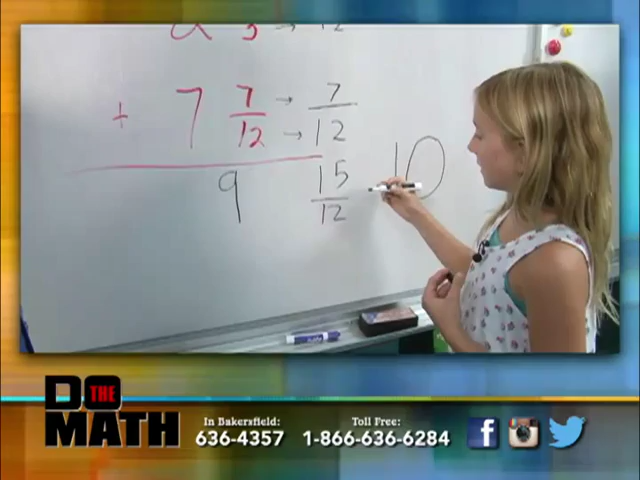 + 7 7/12 → 7/12
9 15/12 10
DO THE MATH
In Bakersfield: 636-4357
Toll Free: 1-866-636-6284
f